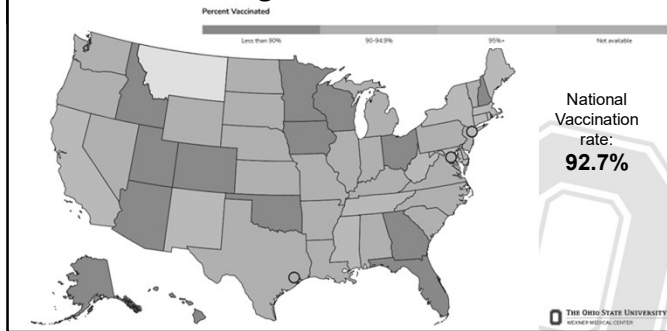 Percent Vaccinated
Less than 90%
90-94.9%
95%+
Not available
National
Vaccination
rate:
92.7%
THE OHIO STATE UNIVERSITY
WEXNER MEDICAL CENTER